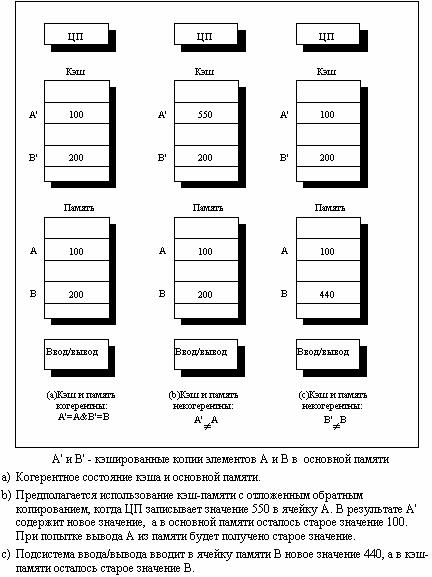 ЦП ЦП ЦП
Кэш Кэш Кэш
A' 100 A' 550 A' 100
B' 200 B' 200 B' 200
Память Память Память
A 100 A 100 A 100
B 200 B 200 B 440
Ввод/вывод Ввод/вывод Ввод/вывод
(a)Кэш и память
когерентны:
A'=A&B'=B
(b)Кэш и память
некогерентны:
A' ≠ A
(c)Кэш и память
некогерентны:
B' ≠ B
A' и B' - кэшированные копии элементов A и B в основной памяти
a) Когерентное состояние кэша и основной памяти.
b) Предполагается использование кэш-памяти с отложенным обратным
копированием, когда ЦП записывает значение 550 в ячейку A. В результате A'
содержит новое значение, а в основной памяти осталось старое значение 100.
При попытке вывода A из памяти будет получено старое значение.
c) Подсистема ввода/вывода вводит в ячейку памяти B новое значение 440, а в кэш-
памяти осталось старое значение B.